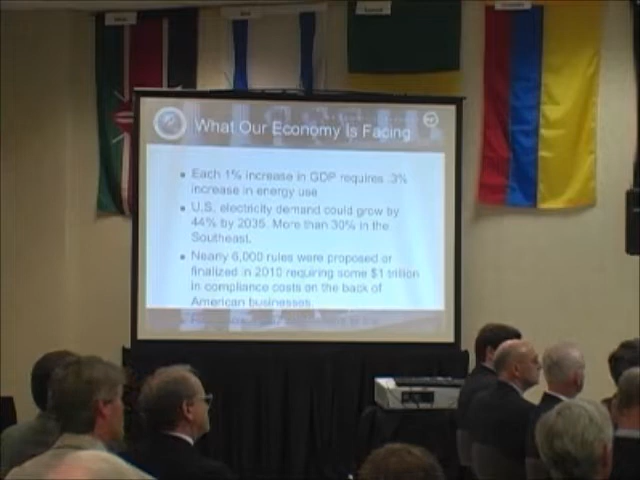 What Our Economy Is Facing
• Each 1% increase in GDP requires .3%
increase in energy use
• U.S. electricity demand could grow by
44% by 2035. More than 30% in the
Southeast.
• Nearly 6,000 rules were proposed or
finalized in 2010 requiring some $1 trillion
in compliance costs on the back of
American businesses.